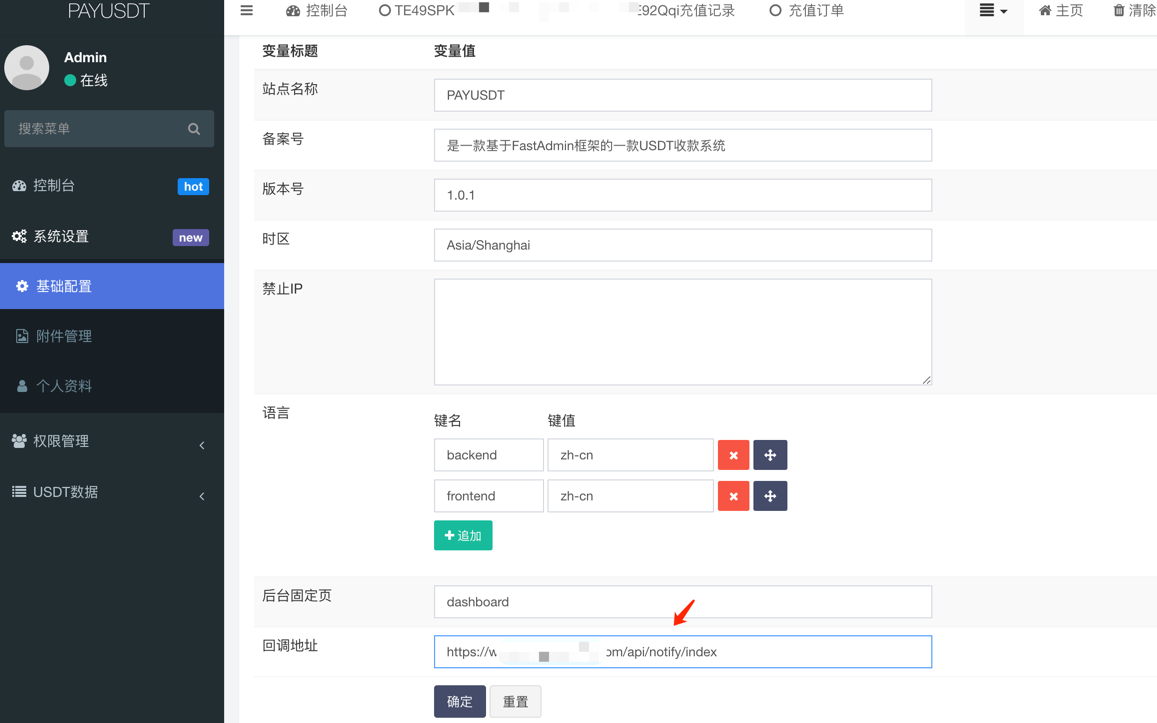 PAYUSDT
控制台
TE49SPK
E92Qqi充值记录
充值订单
主页
清除
Admin
在线
搜索菜单
控制台 hot
系统设置 new
基础配置
附件管理
个人资料
权限管理
USDT数据
变量标题 变量值
站点名称 PAYUSDT
备案号 是一款基于FastAdmin框架的一款USDT收款系统
版本号 1.0.1
时区 Asia/Shanghai
禁止IP
语言 键名 键值
backend zh-cn
frontend zh-cn
追加
后台固定页 dashboard
回调地址 https://w om/api/notify/index
确定 重置